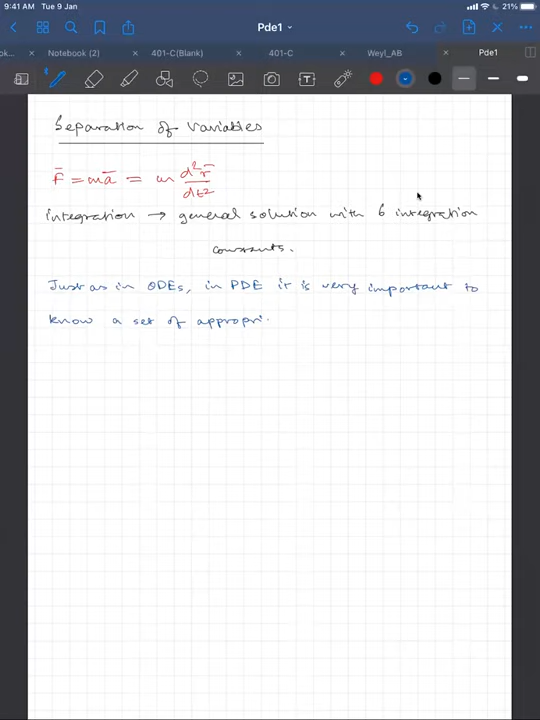 9:41 AM Tue 9 Jan
21%
Pde1
ok...
Notebook (2)
401-C(Blank)
401-C
Weyl_AB
Pde1
Separation of Variables
F̄ = mā = m d²r̄/dt²
integration → general solution with 6 integration
constants.
Just as in ODEs, in PDE it is very important to
know a set of appropri.